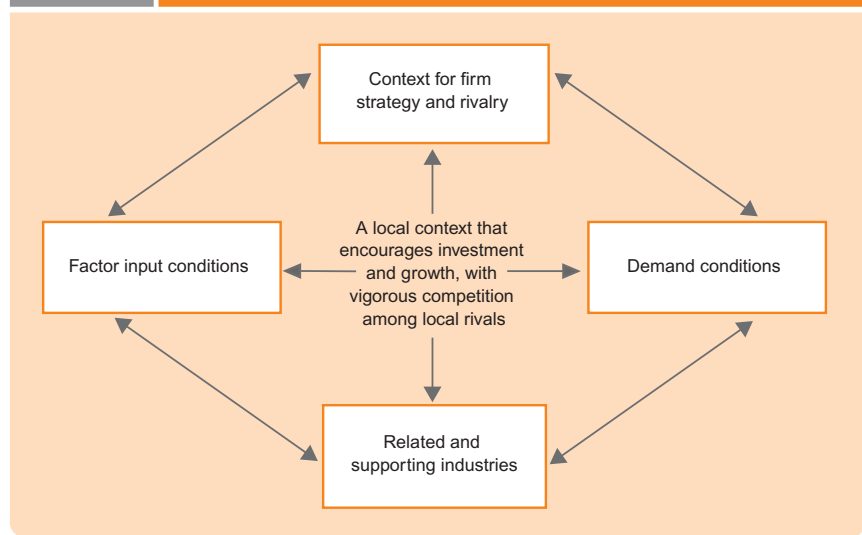 Context for firm
strategy and rivalry
Factor input conditions
A local context that
encourages investment
and growth, with
vigorous competition
among local rivals
Demand conditions
Related and
supporting industries